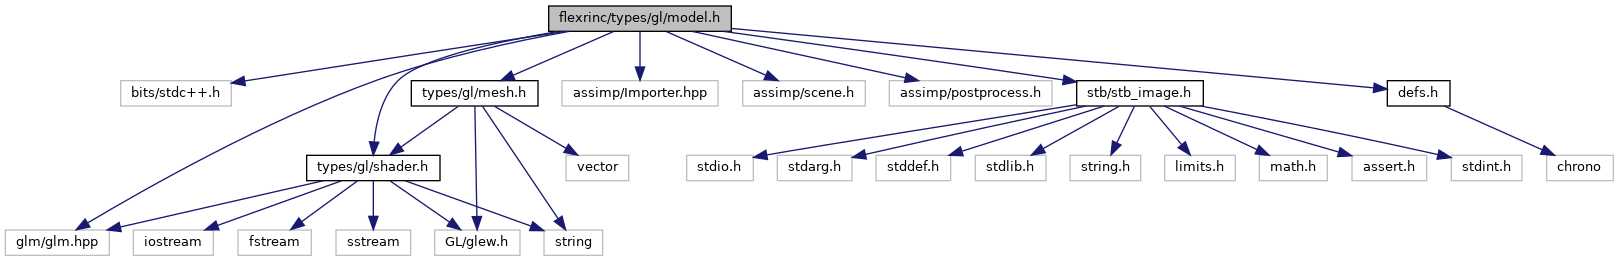 flexrinc/types/gl/model.h
bits/stdc++.h
types/gl/mesh.h
assimp/Importer.hpp
assimp/scene.h
assimp/postprocess.h
stb/stb_image.h
defs.h
types/gl/shader.h
vector
stdio.h
stdarg.h
stddef.h
stdlib.h
string.h
limits.h
math.h
assert.h
stdint.h
chrono
glm/glm.hpp
iostream
fstream
sstream
GL/glew.h
string